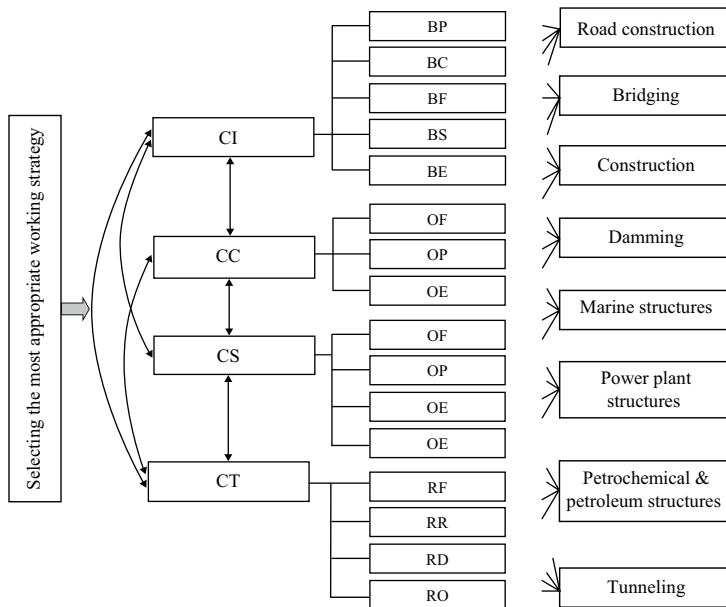 Selecting the most appropriate working strategy
CI
CC
CS
CT
BP
BC
BF
BS
BE
OF
OP
OE
OF
OP
OE
OE
RF
RR
RD
RO
Road construction
Bridging
Construction
Damming
Marine structures
Power plant
structures
Petrochemical &
petroleum structures
Tunneling